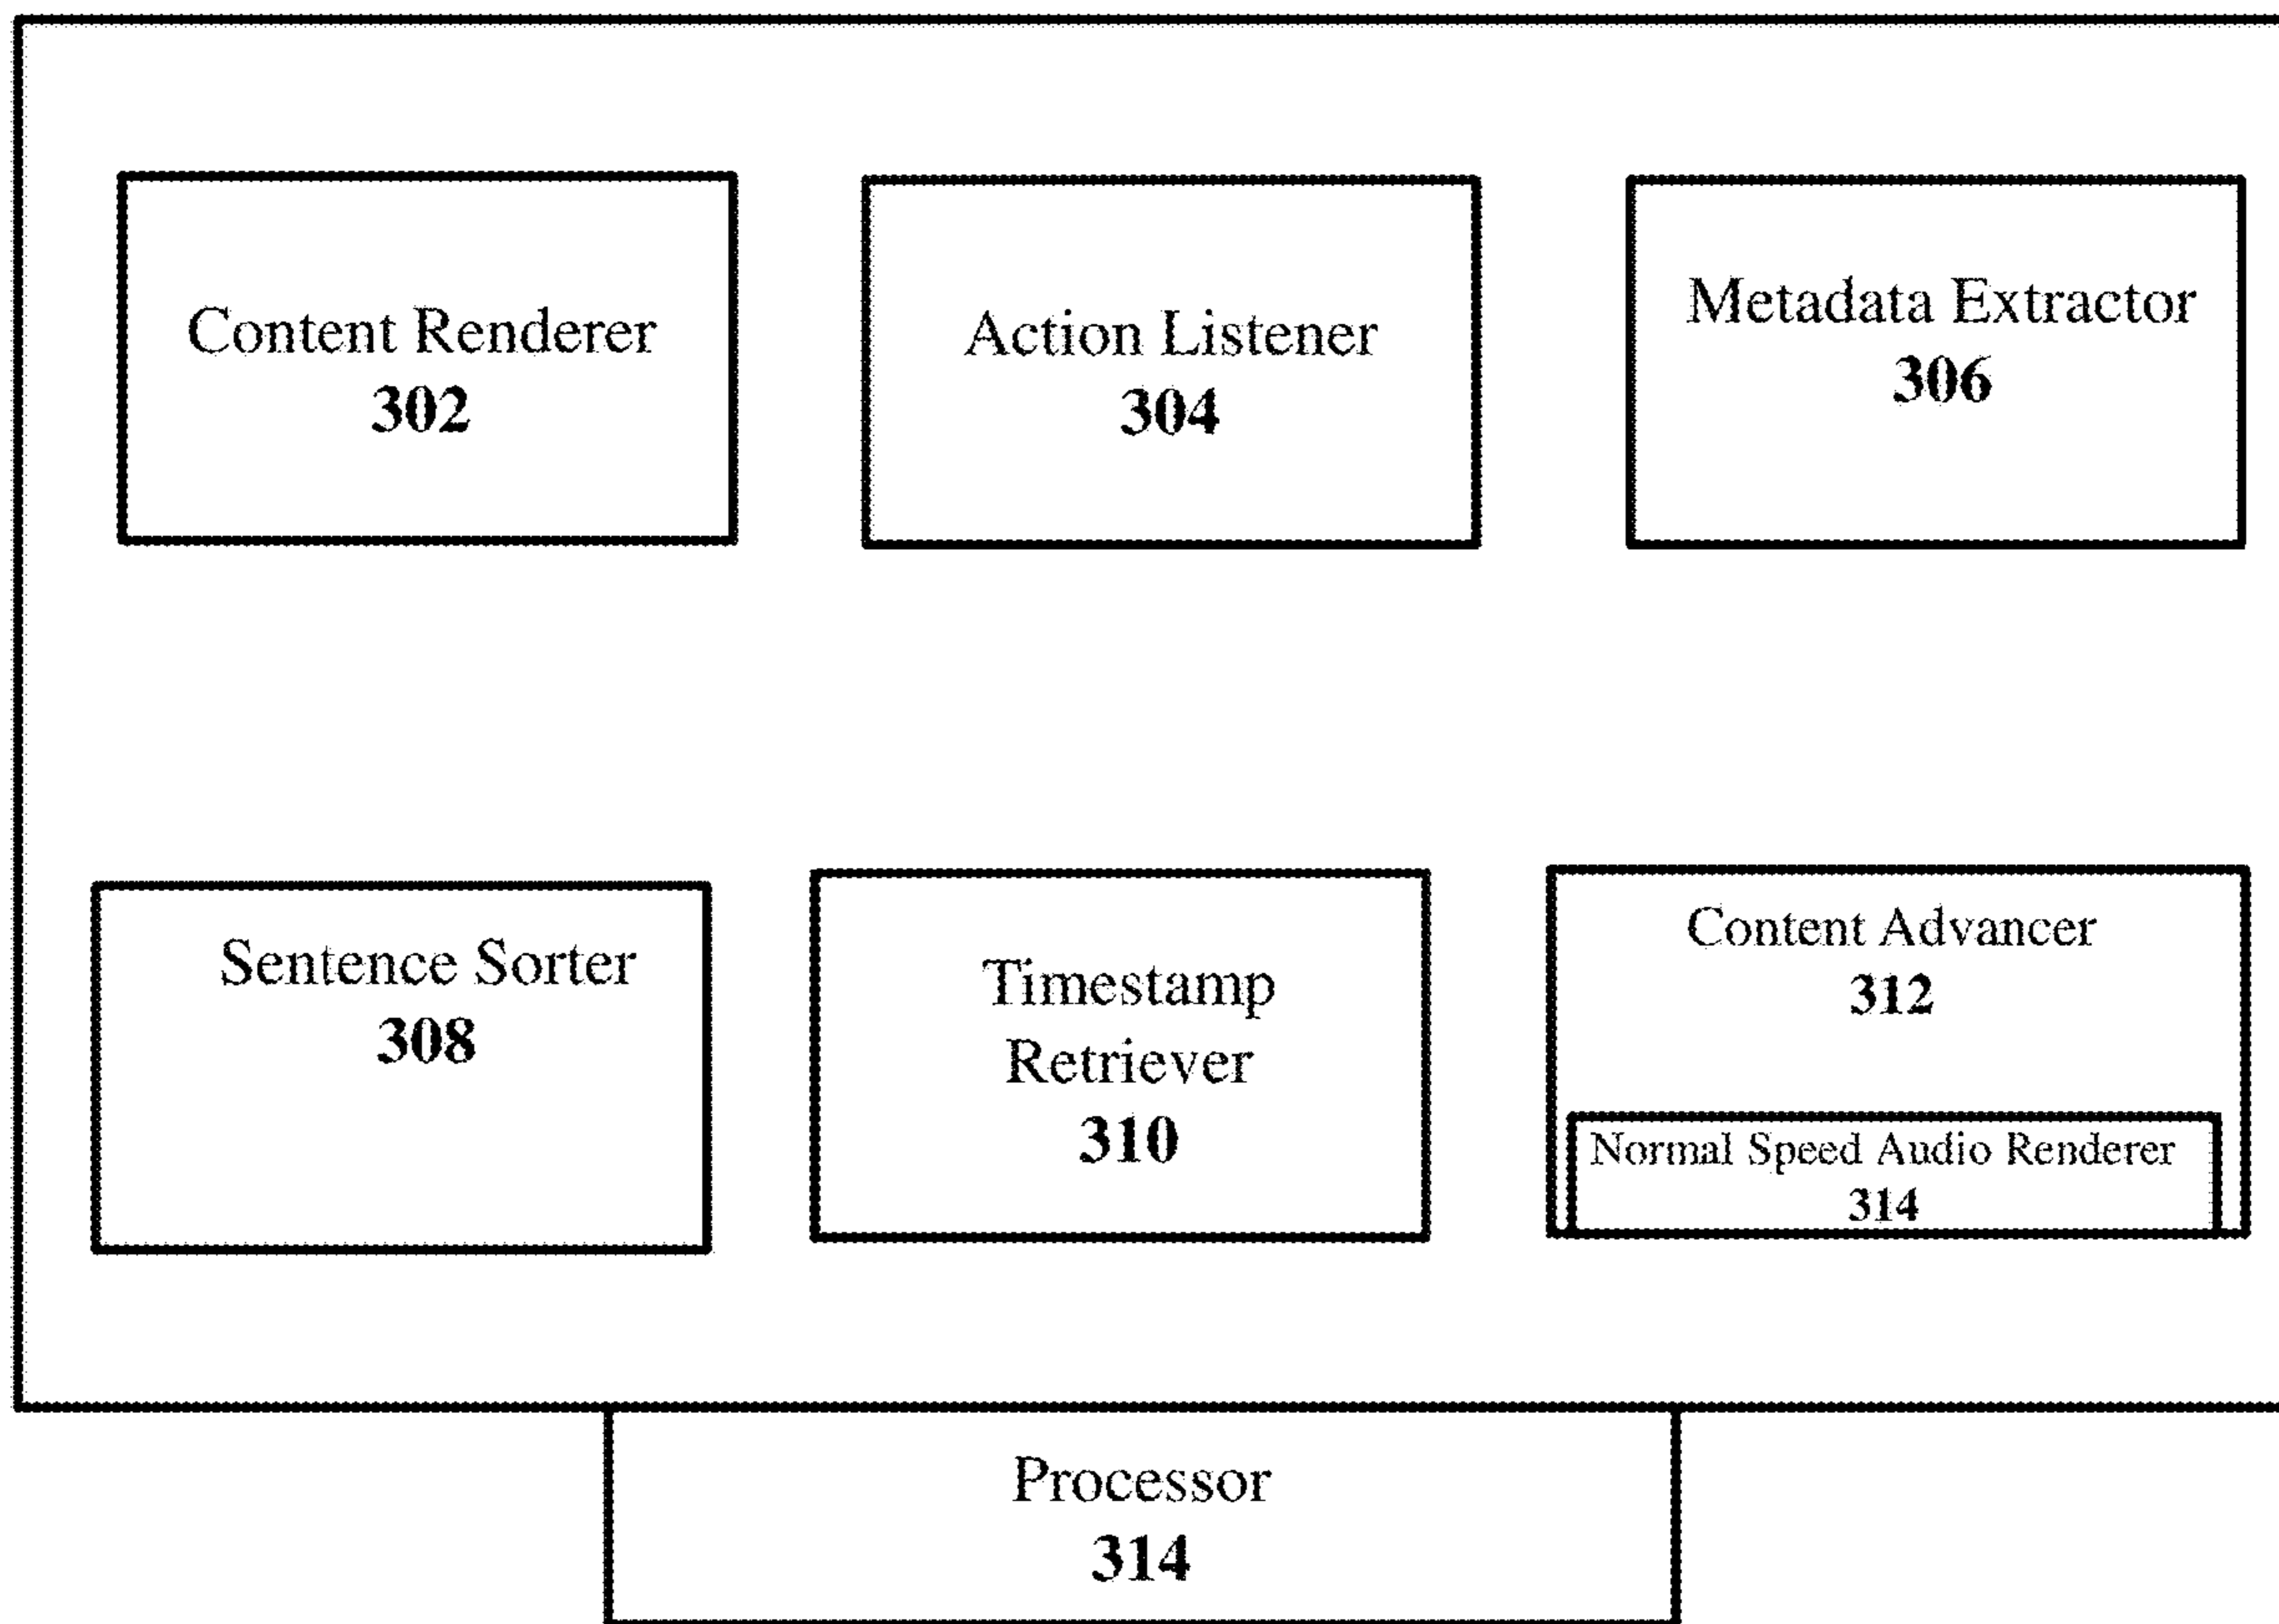 Content Renderer
302
Action Listener
304
Metadata Extractor
306
Sentence Sorter
308
Timestamp
Retriever
310
Content Advancer
312
Normal Speed Audio Renderer
314
Processor
314